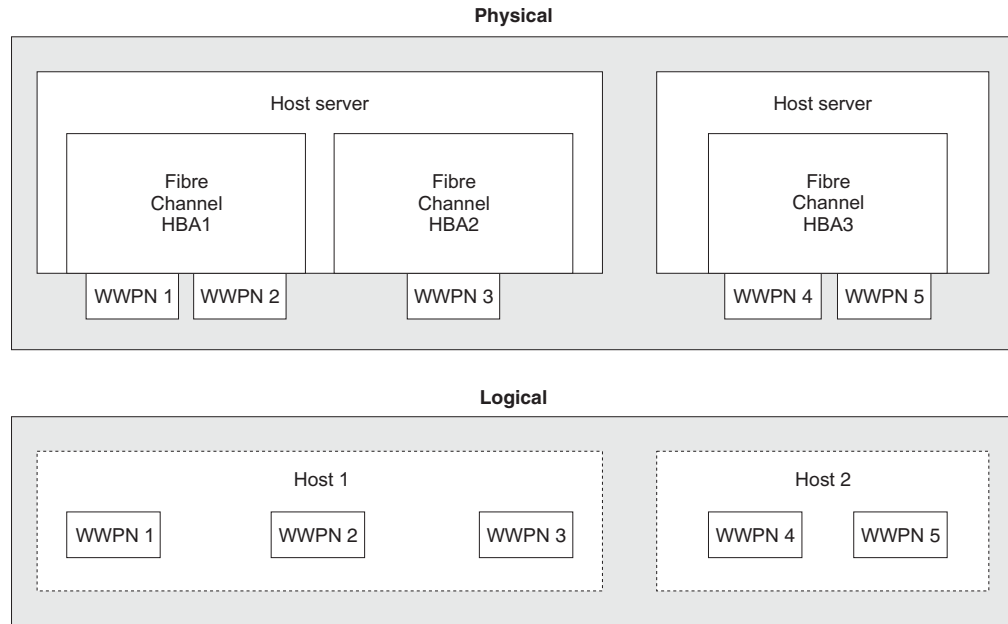 Physical
Host server
Fibre
Channel
HBA1
Fibre
Channel
HBA2
WWPN 1
WWPN 2
WWPN 3
Host server
Fibre
Channel
HBA3
WWPN 4
WWPN 5
Logical
Host 1
WWPN 1
WWPN 2
WWPN 3
Host 2
WWPN 4
WWPN 5